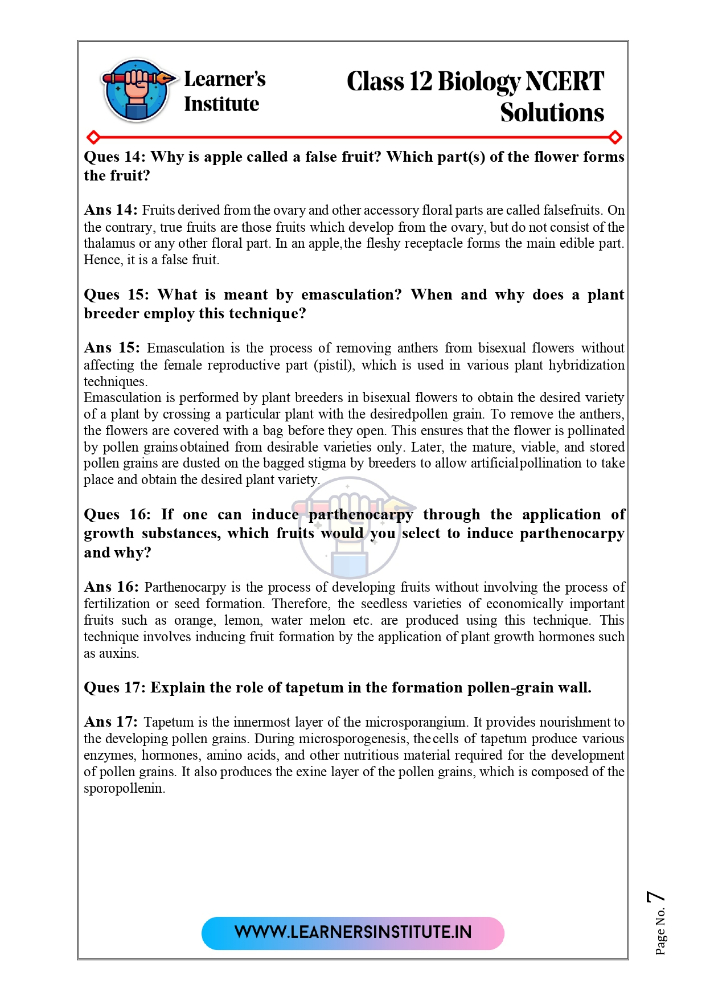 Learner's
Institute
Class 12 Biology NCERT
Solutions
Ques 14: Why is apple called a false fruit? Which part(s) of the flower forms
the fruit?
Ans 14: Fruits derived from the ovary and other accessory floral parts are called falsefruits. On
the contrary, true fruits are those fruits which develop from the ovary, but do not consist of the
thalamus or any other floral part. In an apple,the fleshy receptacle forms the main edible part.
Hence, it is a false fruit.
Ques 15: What is meant by emasculation? When and why does a plant
breeder employ this technique?
Ans 15: Emasculation is the process of removing anthers from bisexual flowers without
affecting the female reproductive part (pistil), which is used in various plant hybridization
techniques.
Emasculation is performed by plant breeders in bisexual flowers to obtain the desired variety
of a plant by crossing a particular plant with the desiredpollen grain. To remove the anthers,
the flowers are covered with a bag before they open. This ensures that the flower is pollinated
by pollen grainsobtained from desirable varieties only. Later, the mature, viable, and stored
pollen grains are dusted on the bagged stigma by breeders to allow artificialpollination to take
place and obtain the desired plant variety.
Ques 16: If one can induce parthenocarpy through the application of
growth substances, which fruits would you select to induce parthenocarpy
and why?
Ans 16: Parthenocarpy is the process of developing fruits without involving the process of
fertilization or seed formation. Therefore, the seedless varieties of economically important
fruits such as orange, lemon, water melon etc. are produced using this technique. This
technique involves inducing fruit formation by the application of plant growth hormones such
as auxins.
Ques 17: Explain the role of tapetum in the formation pollen-grain wall.
Ans 17: Tapetum is the innermost layer of the microsporangium. It provides nourishment to
the developing pollen grains. During microsporogenesis, thecells of tapetum produce various
enzymes, hormones, amino acids, and other nutritious material required for the development
of pollen grains. It also produces the exine layer of the pollen grains, which is composed of the
sporopollenin.
WWW.LEARNERSINSTITUTE.IN
Page No. 7